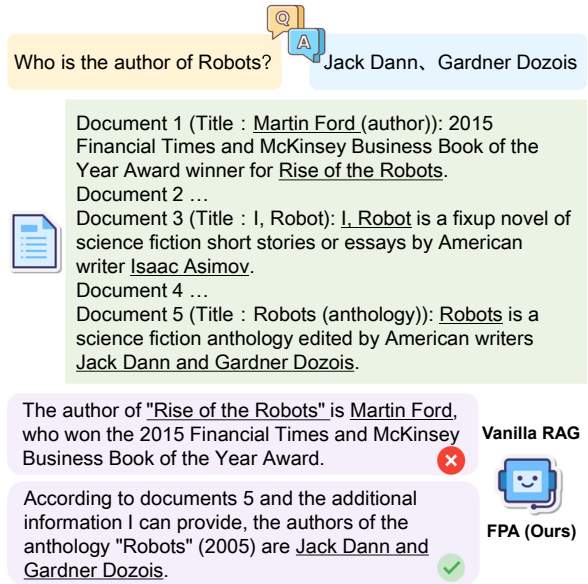 Q
A
Who is the author of Robots?
Jack Dann、Gardner Dozois
Document 1 (Title：Martin Ford (author)): 2015
Financial Times and McKinsey Business Book of the
Year Award winner for Rise of the Robots.
Document 2 …
Document 3 (Title：I, Robot): I, Robot is a fixup novel of
science fiction short stories or essays by American
writer Isaac Asimov.
Document 4 …
Document 5 (Title：Robots (anthology)): Robots is a
science fiction anthology edited by American writers
Jack Dann and Gardner Dozois.
The author of "Rise of the Robots" is Martin Ford,
who won the 2015 Financial Times and McKinsey
Business Book of the Year Award.
Vanilla RAG
According to documents 5 and the additional
information I can provide, the authors of the
anthology "Robots" (2005) are Jack Dann and
Gardner Dozois.
FPA (Ours)